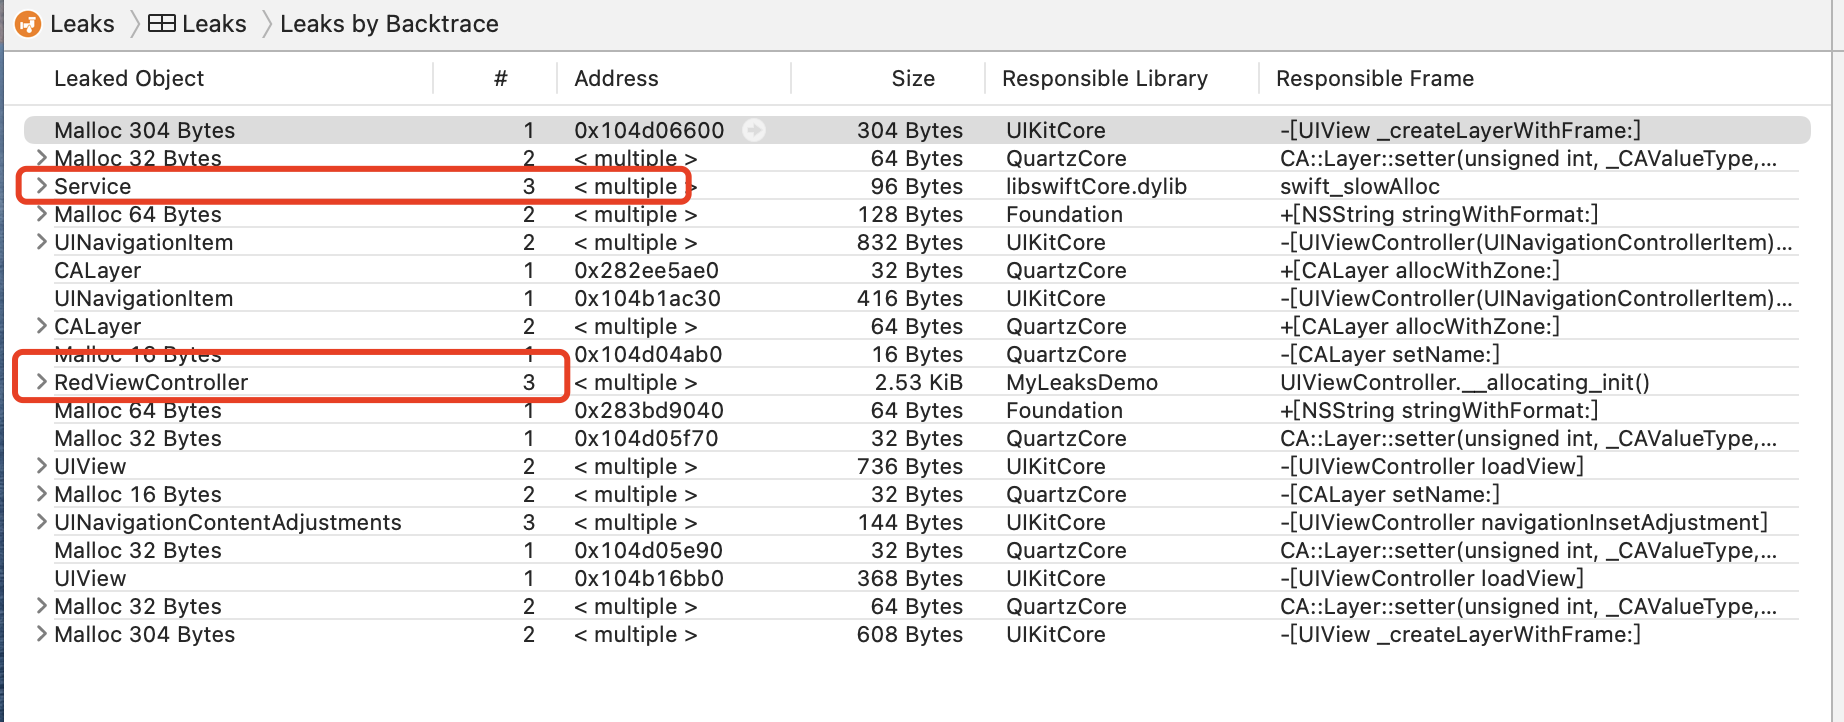 Leaks Leaks Leaks by Backtrace
Leaked Object # Address Size Responsible Library Responsible Frame
Malloc 304 Bytes 1 0x104d06600 304 Bytes UIKitCore -[UIView _createLayerWithFrame:]
Malloc 32 Bytes 2 < multiple > 64 Bytes QuartzCore CA::Layer::setter(unsigned int, _CAValueType,...
Service 3 < multiple > 96 Bytes libswiftCore.dylib swift_slowAlloc
Malloc 64 Bytes 2 < multiple > 128 Bytes Foundation +[NSString stringWithFormat:]
UINavigationItem 2 < multiple > 832 Bytes UIKitCore -[UIViewController(UINavigationControllerItem)...
CALayer 1 0x282ee5ae0 32 Bytes QuartzCore +[CALayer allocWithZone:]
UINavigationItem 1 0x104b1ac30 416 Bytes UIKitCore -[UIViewController(UINavigationControllerItem)...
CALayer 2 < multiple > 64 Bytes QuartzCore +[CALayer allocWithZone:]
Malloc 16 Bytes 1 0x104d04ab0 16 Bytes QuartzCore -[CALayer setName:]
RedViewController 3 < multiple > 2.53 KiB MyLeaksDemo UIViewController.__allocating_init()
Malloc 64 Bytes 1 0x283bd9040 64 Bytes Foundation +[NSString stringWithFormat:]
Malloc 32 Bytes 1 0x104d05f70 32 Bytes QuartzCore CA::Layer::setter(unsigned int, _CAValueType,...
UIView 2 < multiple > 736 Bytes UIKitCore -[UIViewController loadView]
Malloc 16 Bytes 2 < multiple > 32 Bytes QuartzCore -[CALayer setName:]
UINavigationContentAdjustments 3 < multiple > 144 Bytes UIKitCore -[UIViewController navigationInsetAdjustment]
Malloc 32 Bytes 1 0x104d05e90 32 Bytes QuartzCore CA::Layer::setter(unsigned int, _CAValueType,...
UIView 1 0x104b16bb0 368 Bytes UIKitCore -[UIViewController loadView]
Malloc 32 Bytes 2 < multiple > 64 Bytes QuartzCore CA::Layer::setter(unsigned int, _CAValueType,...
Malloc 304 Bytes 2 < multiple > 608 Bytes UIKitCore -[UIView _createLayerWithFrame:]